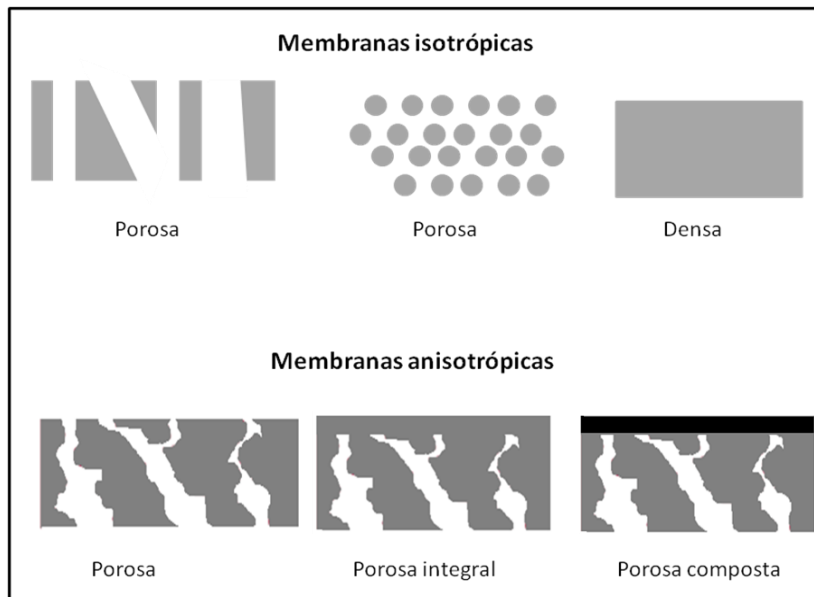 Membranas isotrópicas
Porosa Porosa Densa
Membranas anisotrópicas
Porosa Porosa integral Porosa composta